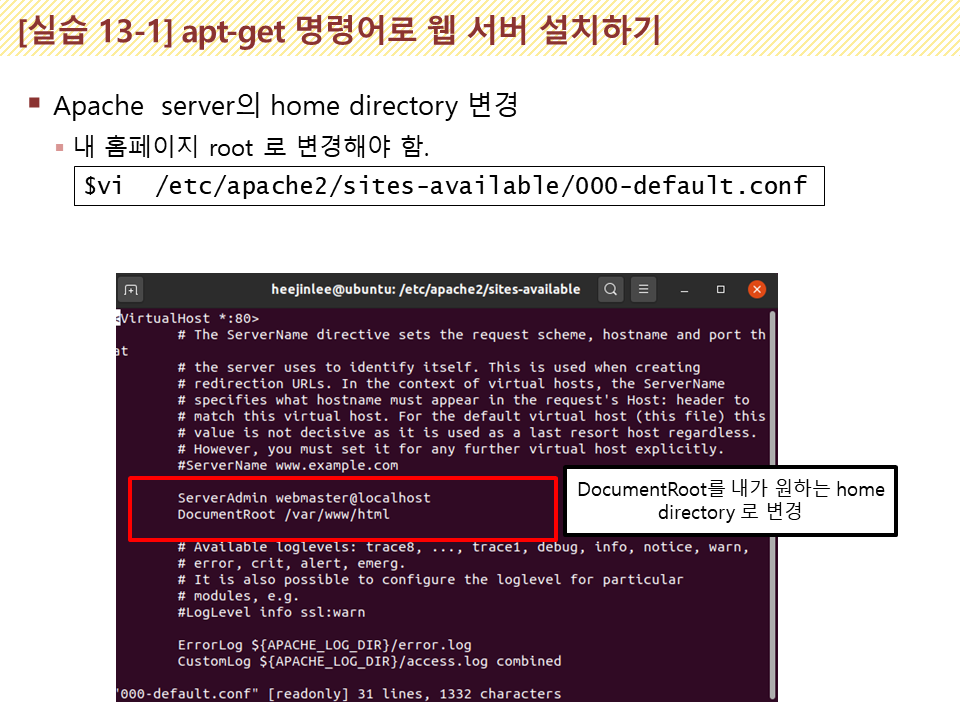 [실습 13-1] apt-get 명령어로 웹 서버 설치하기
Apache server의 home directory 변경
내 홈페이지 root 로 변경해야 함.
$vi /etc/apache2/sites-available/000-default.conf
heejinlee@ubuntu: /etc/apache2/sites-available
<VirtualHost *:80>
# The ServerName directive sets the request scheme, hostname and port th
at
# the server uses to identify itself. This is used when creating
# redirection URLs. In the context of virtual hosts, the ServerName
# specifies what hostname must appear in the request's Host: header to
# match this virtual host. For the default virtual host (this file) this
# value is not decisive as it is used as a last resort host regardless.
# However, you must set it for any further virtual host explicitly.
#ServerName www.example.com
ServerAdmin webmaster@localhost
DocumentRoot /var/www/html
DocumentRoot를 내가 원하는 home
directory 로 변경
# Available loglevels: trace8, ..., trace1, debug, info, notice, warn,
# error, crit, alert, emerg.
# It is also possible to configure the loglevel for particular
# modules, e.g.
#LogLevel info ssl:warn
ErrorLog ${APACHE_LOG_DIR}/error.log
CustomLog ${APACHE_LOG_DIR}/access.log combined
"000-default.conf" [readonly] 31 lines, 1332 characters